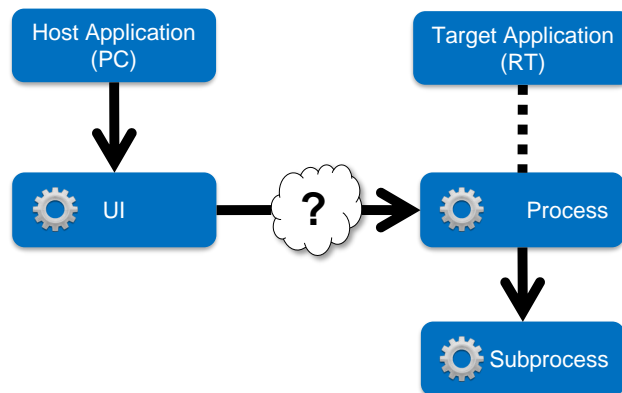 Host Application
(PC)
Target Application
(RT)
UI
?
Process
Subprocess